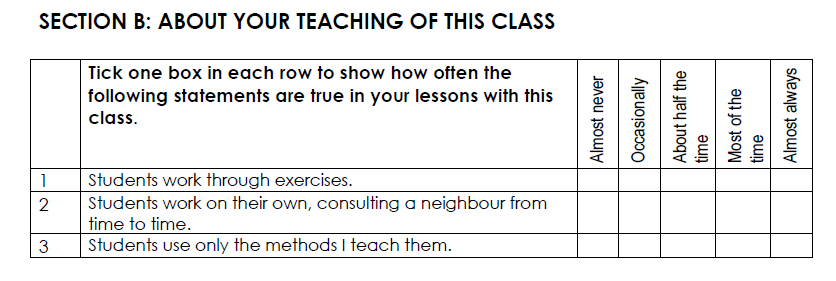 SECTION B: ABOUT YOUR TEACHING OF THIS CLASS
Tick one box in each row to show how often the
following statements are true in your lessons with this
class.
Almost never
Occasionally
About half the
time
Most of the
time
Almost always
1 Students work through exercises.
2 Students work on their own, consulting a neighbour from
time to time.
3 Students use only the methods I teach them.